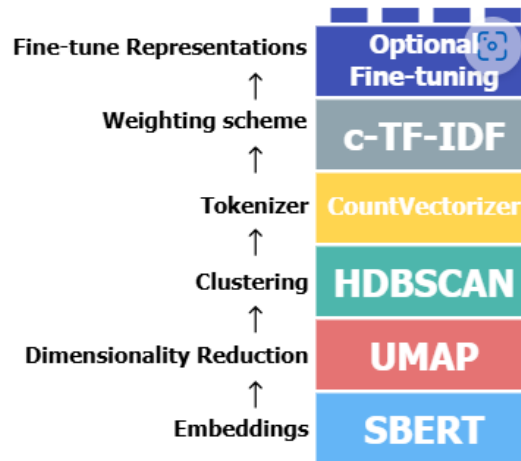 Fine-tune Representations
Optional
Fine-tuning
Weighting scheme
c-TF-IDF
Tokenizer
CountVectorizer
Clustering
HDBSCAN
Dimensionality Reduction
UMAP
Embeddings
SBERT